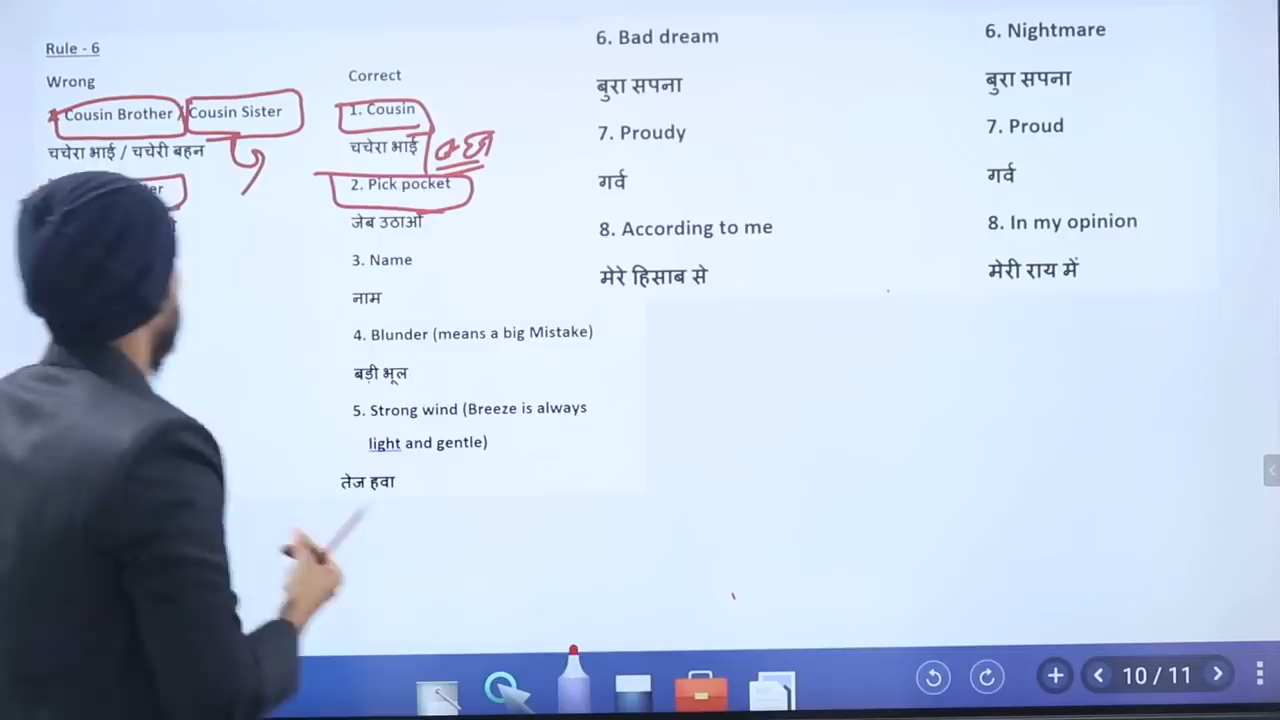 Rule - 6
Wrong
Cousin Brother / Cousin Sister
चचेरा भाई / चचेरी बहन
Correct
1. Cousin
चचेरा भाई
2. Pick pocket
जेब उठाओ
3. Name
नाम
4. Blunder (means a big Mistake)
बड़ी भूल
5. Strong wind (Breeze is always
light and gentle)
तेज हवा
6. Bad dream
बुरा सपना
7. Proudy
गर्व
8. According to me
मेरे हिसाब से
6. Nightmare
बुरा सपना
7. Proud
गर्व
8. In my opinion
मेरी राय में
10 / 11